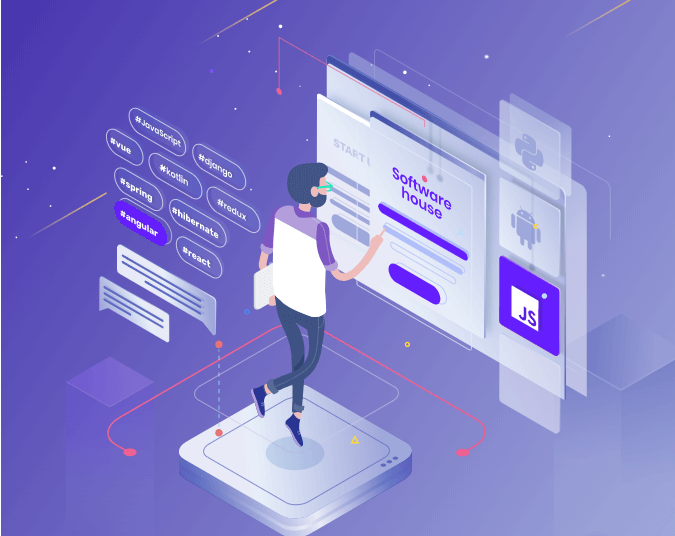 #JavaScript
#vue
#django
#kotlin
#spring
#redux
#angular
#hibernate
#react
START
Software
house
JS